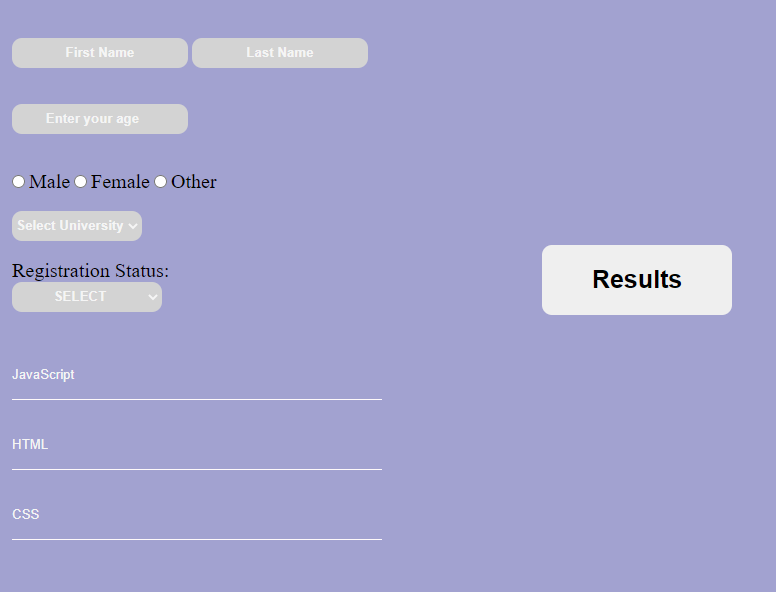 First Name Last Name
Enter your age
Male Female Other
Select University
Registration Status:
SELECT
Results
JavaScript
HTML
CSS